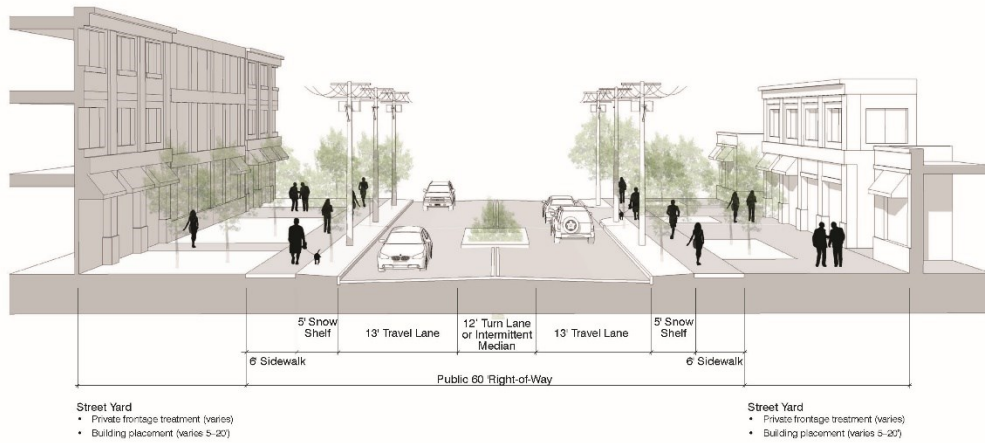 5' Snow
Shelf
13' Travel Lane
12' Turn Lane
or Intermittent
Median
13' Travel Lane
5' Snow
Shelf
6' Sidewalk
6' Sidewalk
Public 60 'Right-of-Way
Street Yard
• Private frontage treatment (varies)
• Building placement (varies 5–20')
Street Yard
• Private frontage treatment (varies)
• Building placement (varies 5–20')